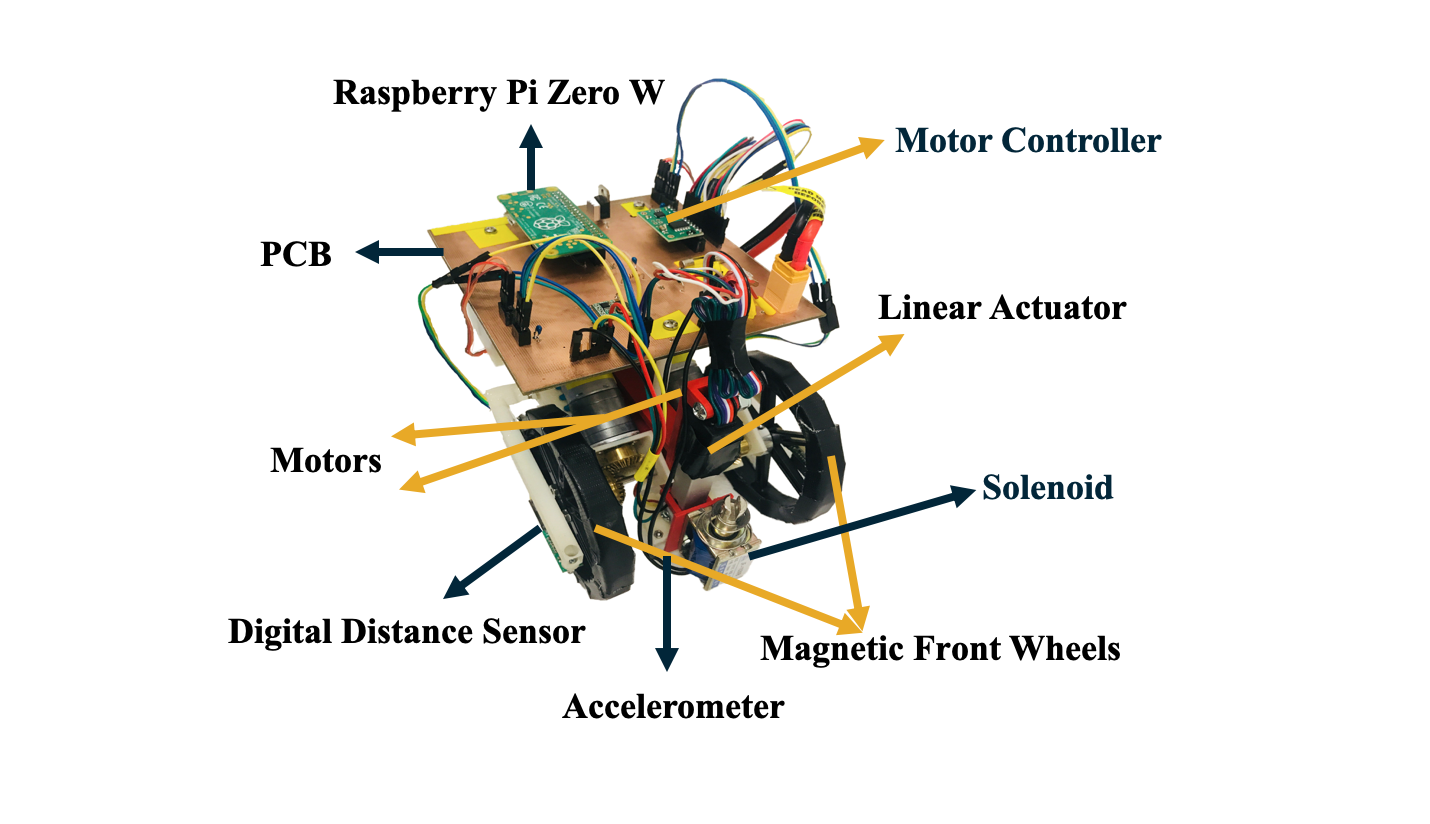 Raspberry Pi Zero W
Motor Controller
PCB
Linear Actuator
Motors
Solenoid
Digital Distance Sensor
Magnetic Front Wheels
Accelerometer